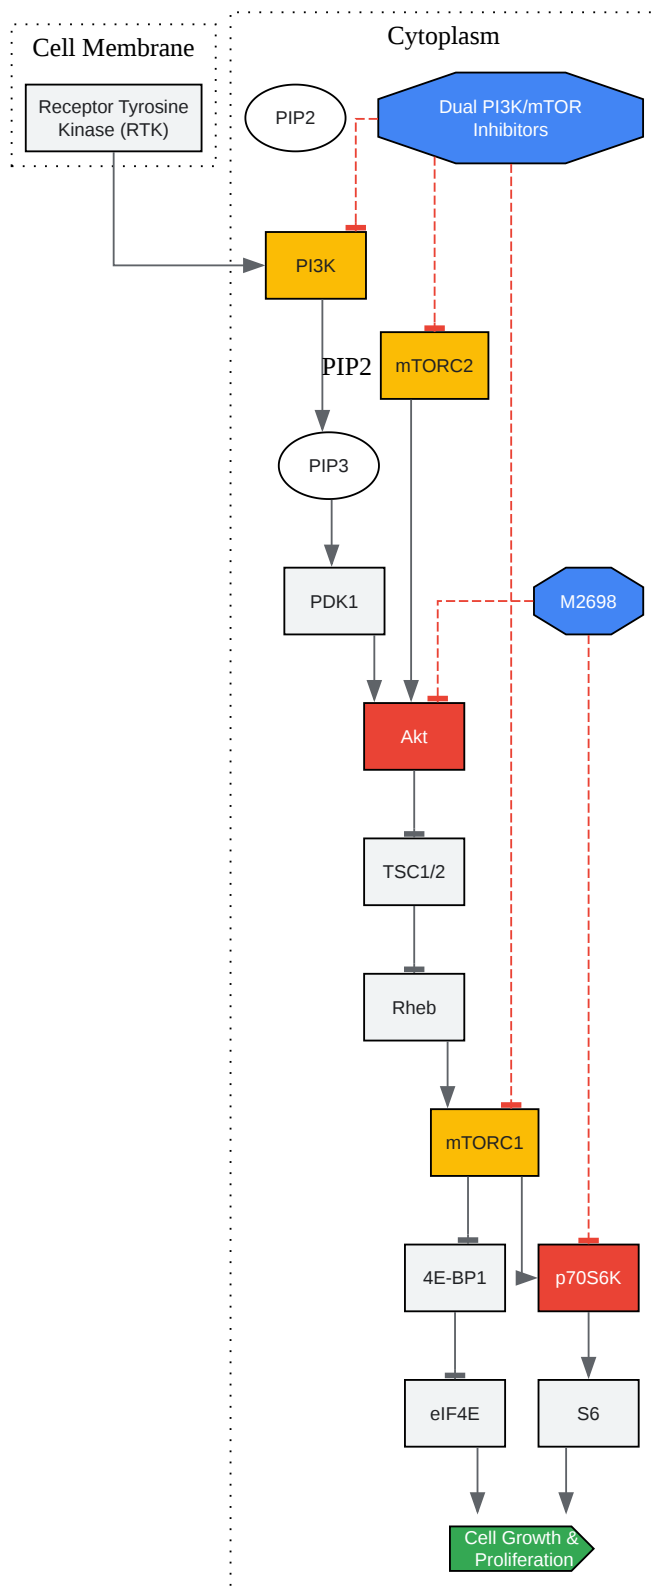 Cell Membrane
Cytoplasm
Receptor Tyrosine
Kinase (RTK)
PIP2
Dual PI3K/mTOR
Inhibitors
PI3K
PIP2
mTORC2
PIP3
PDK1
M2698
Akt
TSC1/2
Rheb
mTORC1
4E-BP1
p70S6K
eIF4E
S6
Cell Growth &
Proliferation